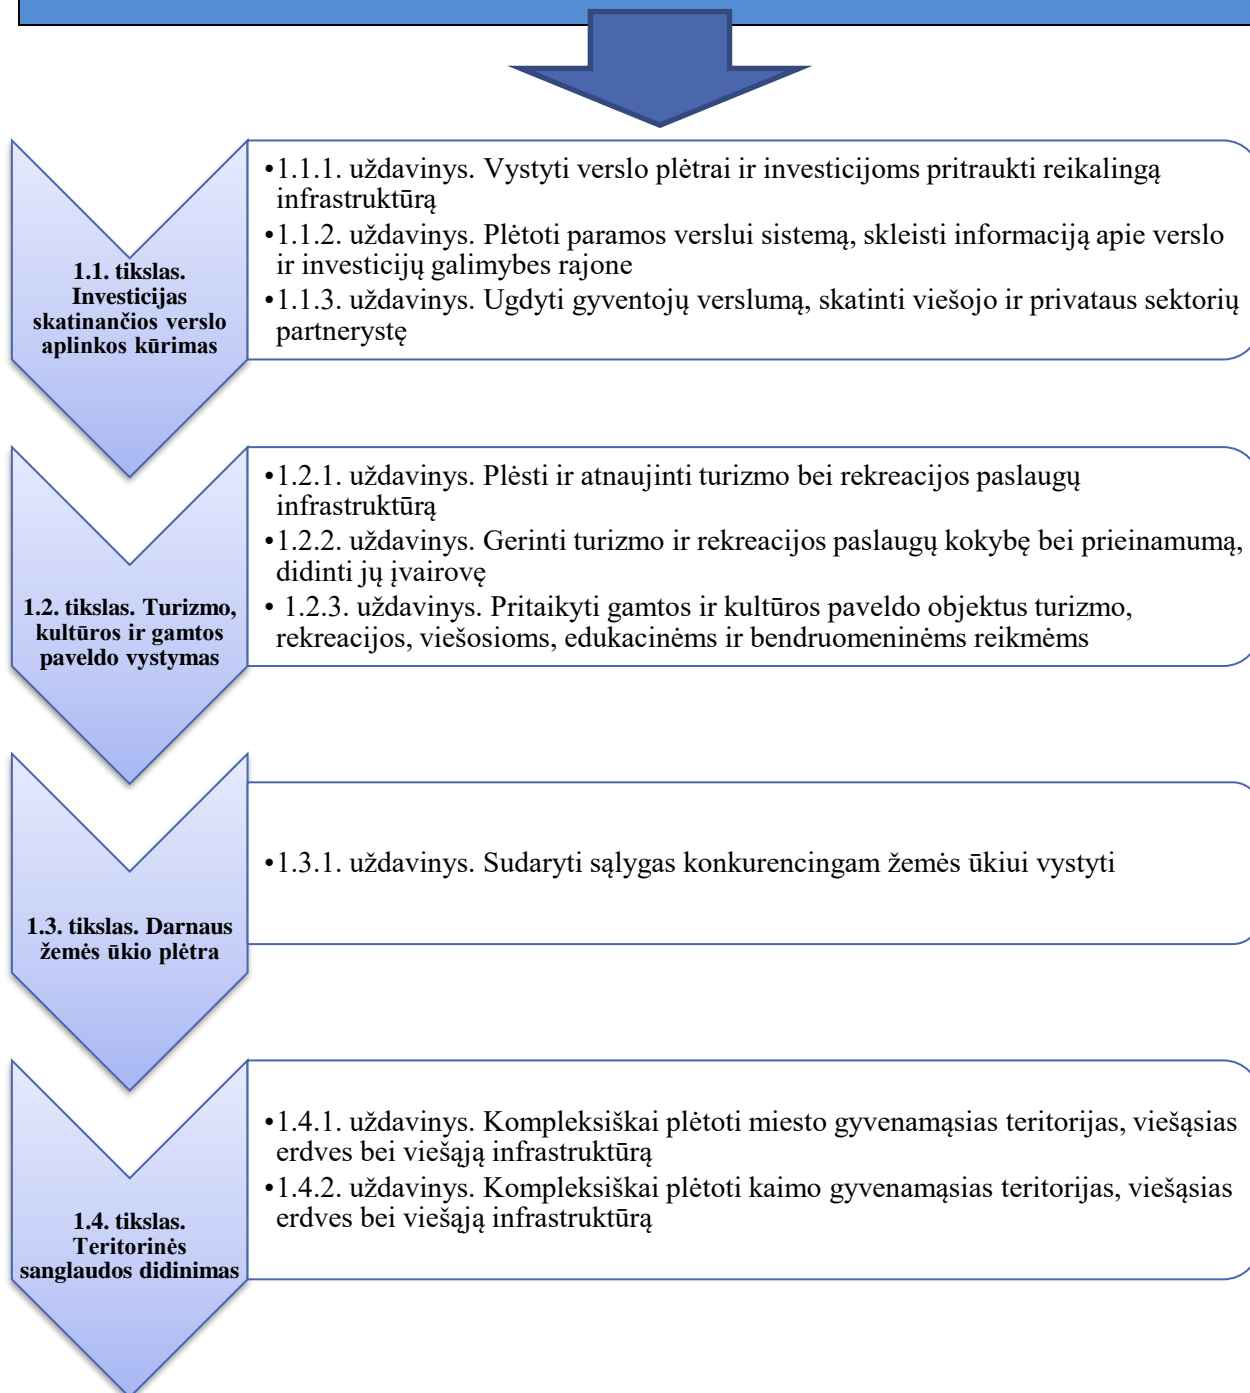 1.1. tikslas.
Investicijas
skatinančios verslo
aplinkos kūrimas
•1.1.1. uždavinys. Vystyti verslo plėtrai ir investicijoms pritraukti reikalingą
infrastruktūrą
•1.1.2. uždavinys. Plėtoti paramos verslui sistemą, skleisti informaciją apie verslo
ir investicijų galimybes rajone
•1.1.3. uždavinys. Ugdyti gyventojų verslumą, skatinti viešojo ir privataus sektorių
partnerystę
1.2. tikslas. Turizmo,
kultūros ir gamtos
paveldo vystymas
•1.2.1. uždavinys. Plėsti ir atnaujinti turizmo bei rekreacijos paslaugų
infrastruktūrą
•1.2.2. uždavinys. Gerinti turizmo ir rekreacijos paslaugų kokybę bei prieinamumą,
didinti jų įvairovę
• 1.2.3. uždavinys. Pritaikyti gamtos ir kultūros paveldo objektus turizmo,
rekreacijos, viešosioms, edukacinėms ir bendruomeninėms reikmėms
1.3. tikslas. Darnaus
žemės ūkio plėtra
•1.3.1. uždavinys. Sudaryti sąlygas konkurencingam žemės ūkiui vystyti
1.4. tikslas.
Teritorinės
sanglaudos didinimas
•1.4.1. uždavinys. Kompleksiškai plėtoti miesto gyvenamąsias teritorijas, viešąsias
erdves bei viešąją infrastruktūrą
•1.4.2. uždavinys. Kompleksiškai plėtoti kaimo gyvenamąsias teritorijas, viešąsias
erdves bei viešąją infrastruktūrą